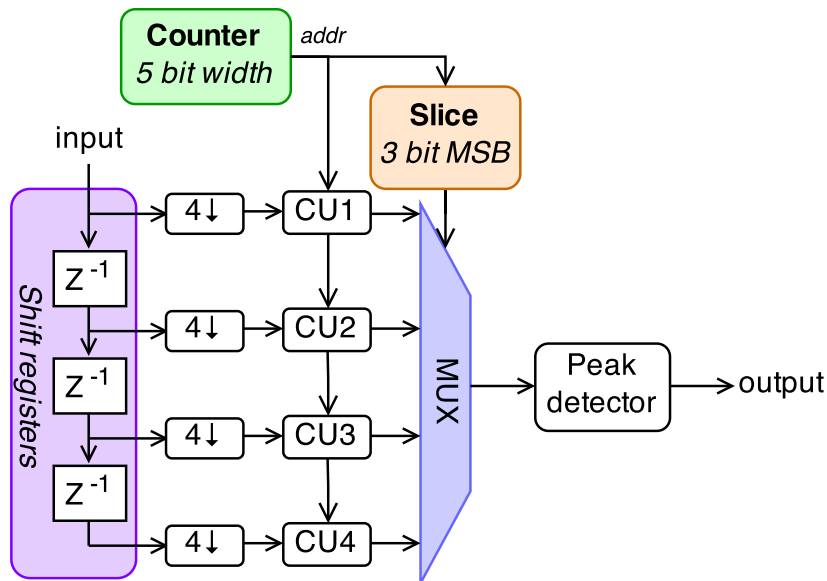 Counter
5 bit width
addr
Slice
3 bit MSB
input
4↓
CU1
Z⁻¹
4↓
CU2
Z⁻¹
4↓
CU3
Z⁻¹
4↓
CU4
Shift registers
MUX
Peak
detector
output